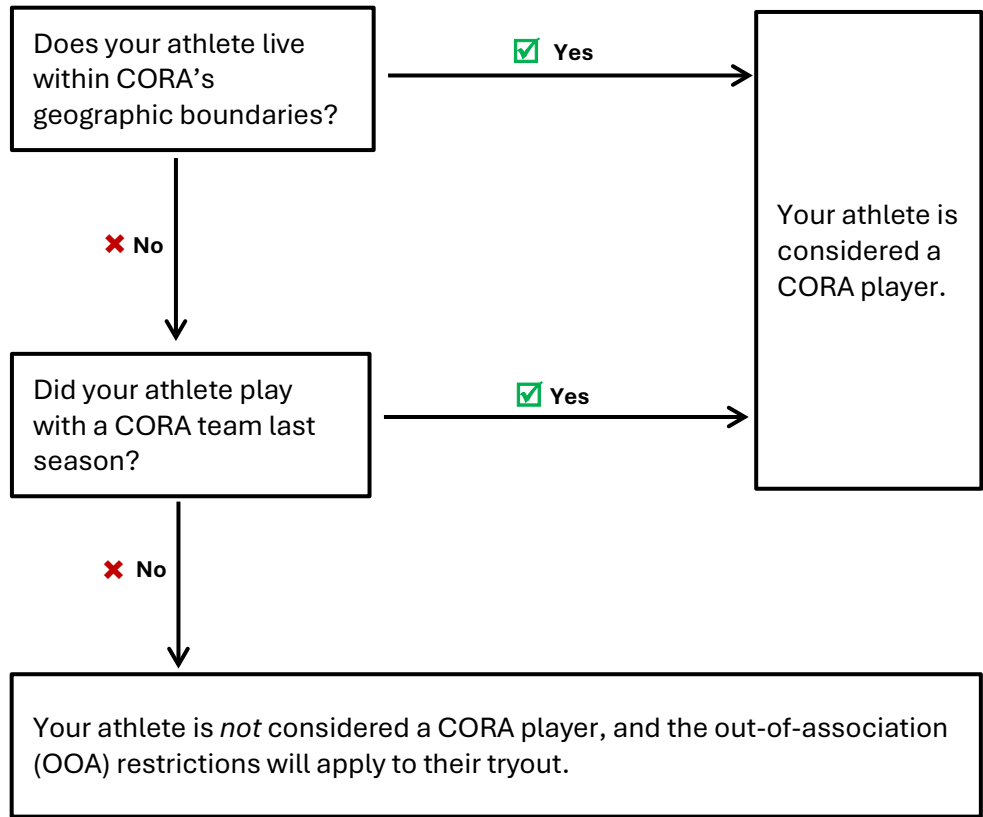 Does your athlete live
within CORA’s
geographic boundaries?
Yes
Your athlete is
considered a
CORA player.
No
Did your athlete play
with a CORA team last
season?
Yes
No
Your athlete is not considered a CORA player, and the out-of-association
(OOA) restrictions will apply to their tryout.